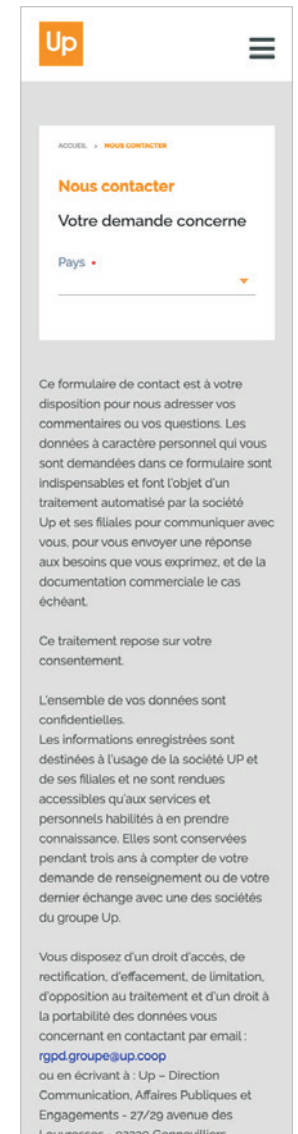 Up
ACCUEIL > NOUS CONTACTER
Nous contacter
Votre demande concerne
Pays •
Ce formulaire de contact est à votre
disposition pour nous adresser vos
commentaires ou vos questions. Les
données à caractère personnel qui vous
sont demandées dans ce formulaire sont
indispensables et font l'objet d'un
traitement automatisé par la société
Up et ses filiales pour communiquer avec
vous, pour vous envoyer une réponse
aux besoins que vous exprimez, et de la
documentation commerciale le cas
échéant.
Ce traitement repose sur votre
consentement.
L'ensemble de vos données sont
confidentielles.
Les informations enregistrées sont
destinées à l'usage de la société UP et
de ses filiales et ne sont rendues
accessibles qu'aux services et
personnels habilités à en prendre
connaissance. Elles sont conservées
pendant trois ans à compter de votre
demande de renseignement ou de votre
dernier échange avec une des sociétés
du groupe Up.
Vous disposez d'un droit d'accès, de
rectification, d'effacement, de limitation,
d'opposition au traitement et d'un droit à
la portabilité des données vous
concernant en contactant par email :
rgpd.groupe@up.coop
ou en écrivant à : Up – Direction
Communication, Affaires Publiques et
Engagements - 27/29 avenue des